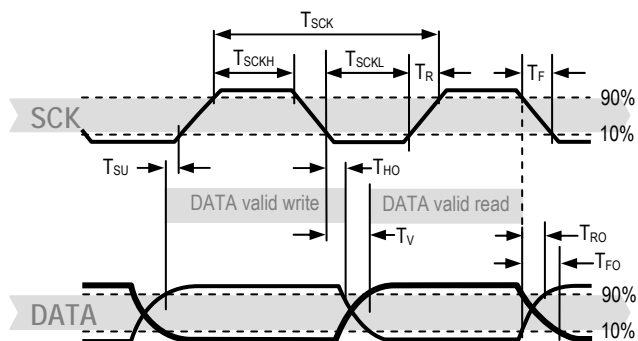 TSCK
TSCKH TSCKL TR TF
90%
SCK
10%
TSU THO
DATA valid write DATA valid read
TV TRO
TFO
90%
DATA
10%